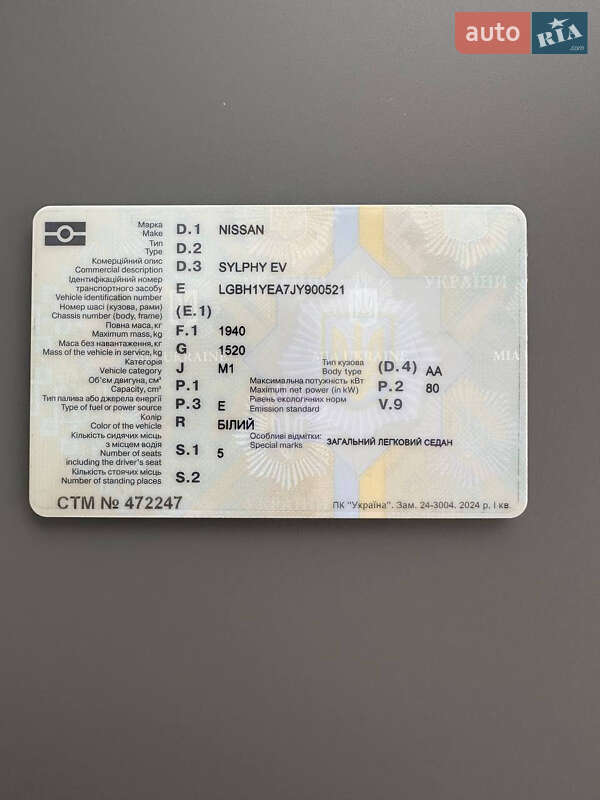 auto RIA .com
Марка D.1 NISSAN
Make
Тип D.2
Type
Комерційний опис D.3 SYLPHY EV
Commercial description
Ідентифікаційний номер
транспортного засобу E LGBH1YEA7JY900521
Vehicle identification number
УКРАЇНИ
Номер шасі (кузова, рами) (E.1)
Chassis number (body, frame)
Повна маса, кг F.1 1940
Maximum mass, kg
Маса без навантаження, кг G 1520
Mass of the vehicle in service, kg
MIA UKRAINE MIA
Категорія J M1 Тип кузова (D.4) AA
Vehicle category Body type
Об'єм двигуна, см³ P.1 Максимальна потужність кВт P.2 80
Capacity, cm³ Maximum net power (in kW)
Тип палива або джерела енергії P.3 E Рівень екологічних норм V.9
Type of fuel or power source Emission standard
Колір R БІЛИЙ
Color of the vehicle
Кількість сидячих місць Особливі відмітки: ЗАГАЛЬНИЙ ЛЕГКОВИЙ СЕДАН
з місцем водія S.1 5 Special marks
Number of seats
including the driver's seat
Кількість стоячих місць S.2
Number of standing places
СТМ № 472247
ПК "Україна". Зам. 24-3004. 2024 р. І кв.